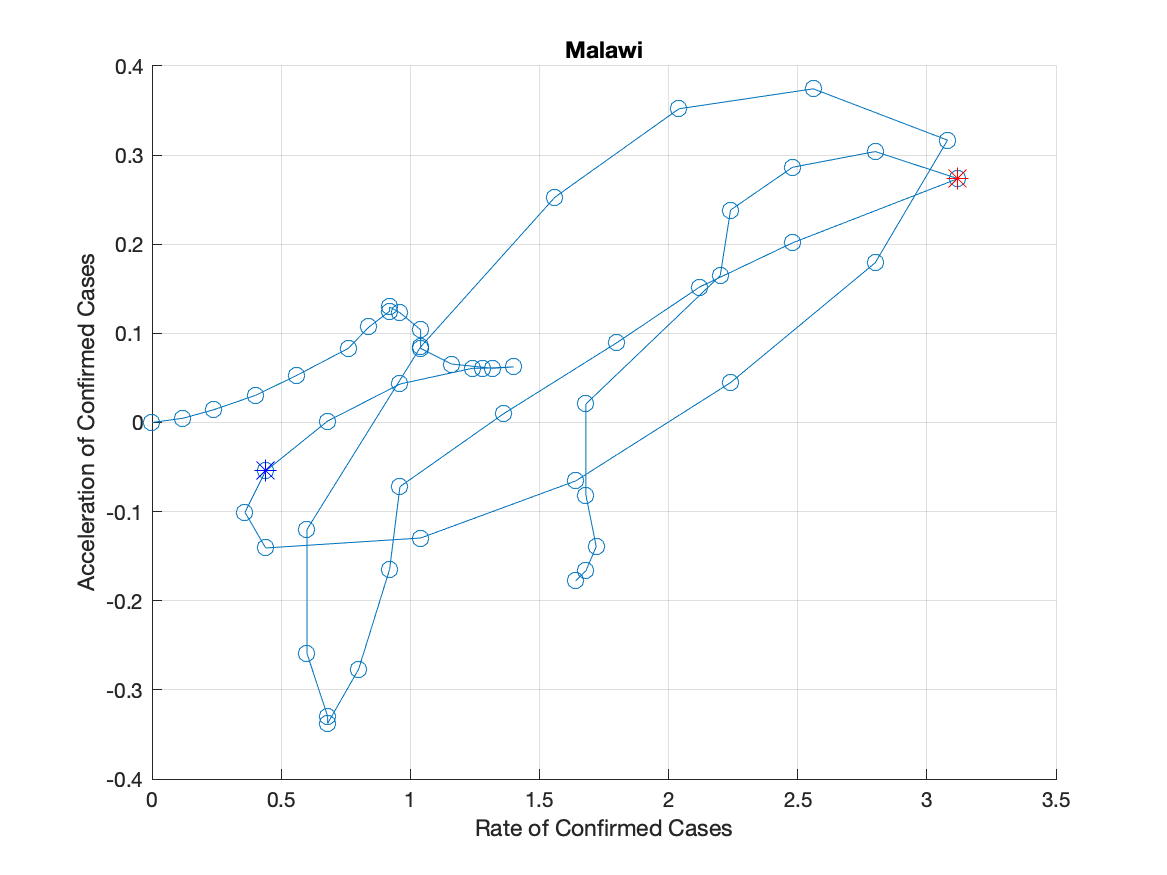 Malawi
Acceleration of Confirmed Cases
0.4
0.3
0.2
0.1
0
-0.1
-0.2
-0.3
-0.4
0 0.5 1 1.5 2 2.5 3 3.5
Rate of Confirmed Cases